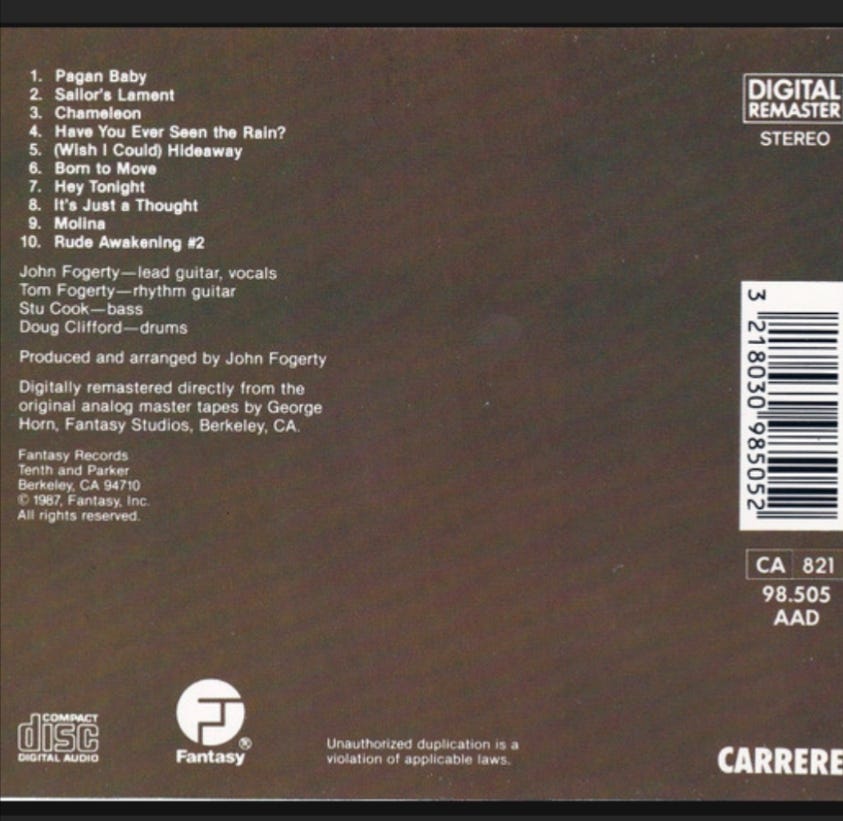 1. Pagan Baby
2. Sailor's Lament
3. Chameleon
4. Have You Ever Seen the Rain?
5. (Wish I Could) Hideaway
6. Born to Move
7. Hey Tonight
8. It's Just a Thought
9. Molina
10. Rude Awakening #2
John Fogerty—lead guitar, vocals
Tom Fogerty—rhythm guitar
Stu Cook—bass
Doug Clifford—drums
Produced and arranged by John Fogerty
Digitally remastered directly from the
original analog master tapes by George
Horn, Fantasy Studios, Berkeley, CA.
Fantasy Records
Tenth and Parker
Berkeley, CA 94710
© 1987, Fantasy, Inc.
All rights reserved.
DIGITAL
REMASTER
STEREO
3 218030 985052
CA 821
98.505
AAD
COMPACT
disc
DIGITAL AUDIO
Fantasy®
Unauthorized duplication is a
violation of applicable laws.
CARRERE